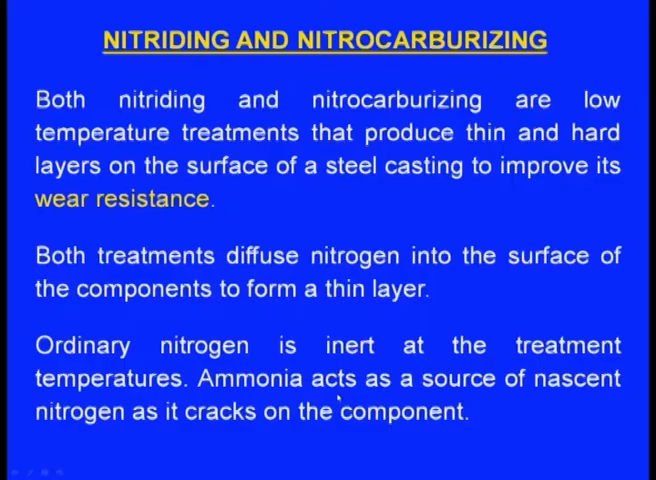 NITRIDING AND NITROCARBURIZING
Both nitriding and nitrocarburizing are low
temperature treatments that produce thin and hard
layers on the surface of a steel casting to improve its
wear resistance.
Both treatments diffuse nitrogen into the surface of
the components to form a thin layer.
Ordinary nitrogen is inert at the treatment
temperatures. Ammonia acts as a source of nascent
nitrogen as it cracks on the component.